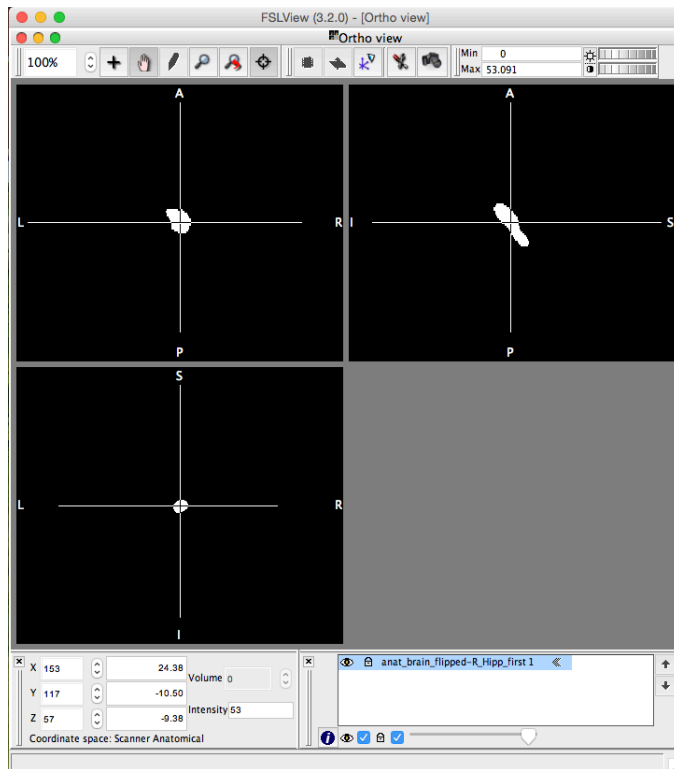 FSLView (3.2.0) - [Ortho view]
Ortho view
100%
Min 0
Max 53.091
A
L
R
P
A
I
S
P
S
L
R
I
X 153 24.38
Y 117 -10.50
Z 57 -9.38
Volume 0
Intensity 53
Coordinate space: Scanner Anatomical
anat_brain_flipped-R_Hipp_first 1